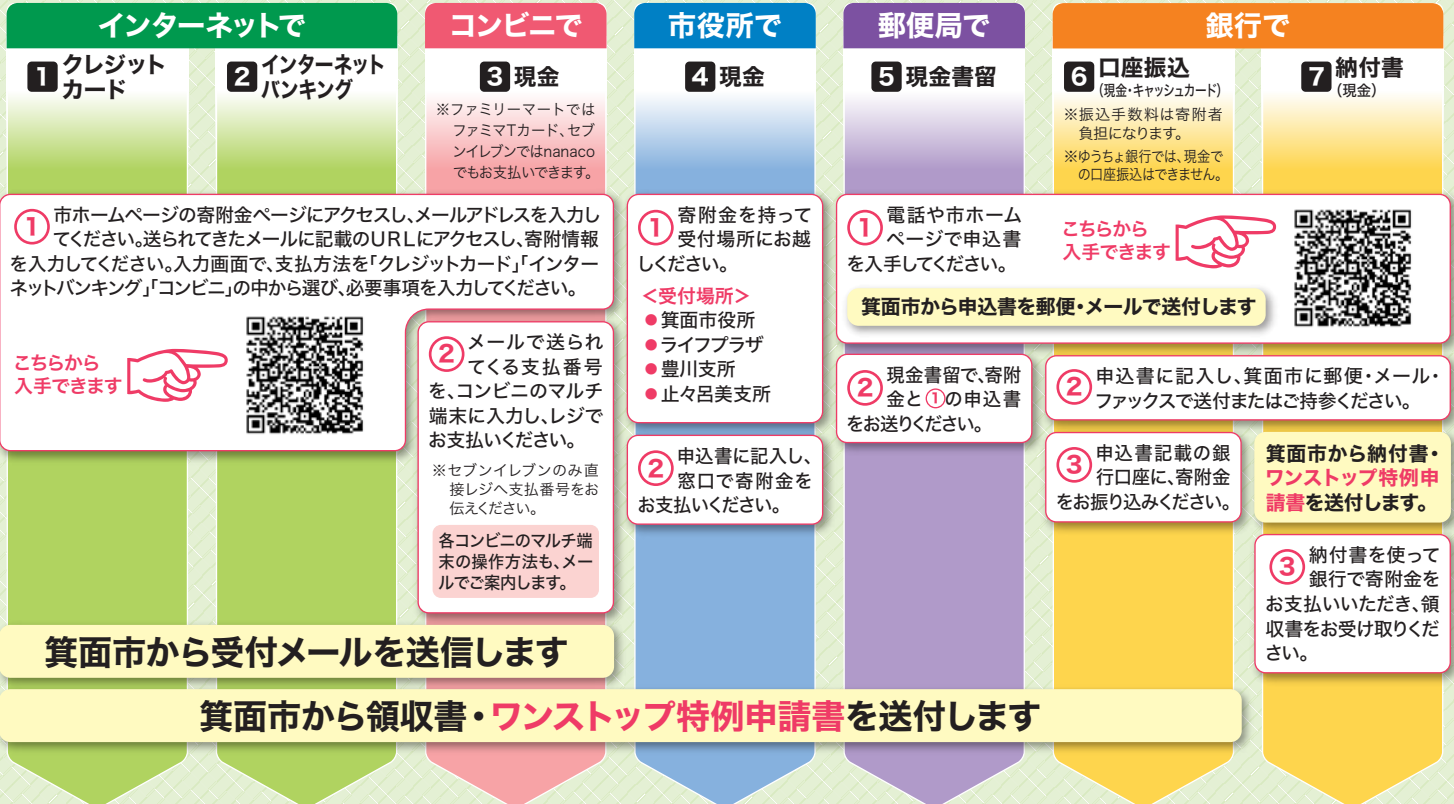 インターネットで
コンビニで
市役所で
郵便局で
銀行で
1 クレジット
カード
2 インターネット
バンキング
3 現金
※ファミリーマートでは
ファミマTカード、セブ
ンイレブンではnanaco
でもお支払いできます。
4 現金
5 現金書留
6 口座振込
(現金・キャッシュカード)
※振込手数料は寄附者
負担になります。
※ゆうちょ銀行では、現金で
の口座振込はできません。
7 納付書
(現金)
① 市ホームページの寄附金ページにアクセスし、メールアドレスを入力し
てください。送られてきたメールに記載のURLにアクセスし、寄附情報
を入力してください。入力画面で、支払方法を「クレジットカード」「インター
ネットバンキング」「コンビニ」の中から選び、必要事項を入力してください。
こちらから
入手できます
② メールで送られ
てくる支払番号
を、コンビニのマルチ
端末に入力し、レジで
お支払いください。
※セブンイレブンのみ直
接レジへ支払番号をお
伝えください。
各コンビニのマルチ端
末の操作方法も、メー
ルでご案内します。
① 寄附金を持って
受付場所にお越
しください。
<受付場所>
●箕面市役所
●ライフプラザ
●豊川支所
●止々呂美支所
② 申込書に記入し、
窓口で寄附金を
お支払いください。
① 電話や市ホーム
ページで申込書
を入手してください。
こちらから
入手できます
箕面市から申込書を郵便・メールで送付します
② 現金書留で、寄附
金と①の申込書
をお送りください。
② 申込書に記入し、箕面市に郵便・メール・
ファックスで送付またはご持参ください。
③ 申込書記載の銀
行口座に、寄附金
をお振り込みください。
箕面市から納付書・
ワンストップ特例申
請書を送付します。
③ 納付書を使って
銀行で寄附金を
お支払いいただき、領
収書をお受け取りくだ
さい。
箕面市から受付メールを送信します
箕面市から領収書・ワンストップ特例申請書を送付します